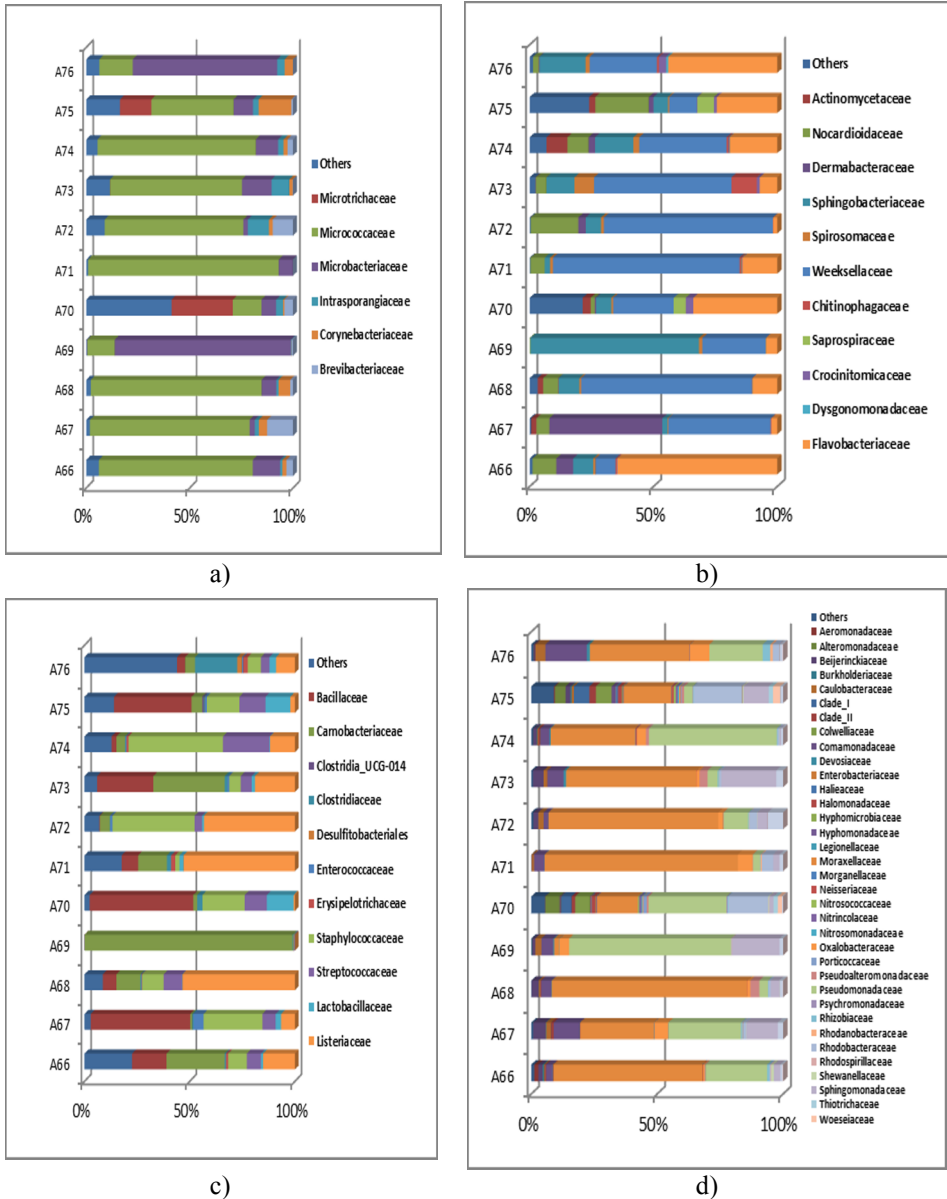 A76
A75
A74
A73
A72
A71
A70
A69
A68
A67
A66
0%
50%
100%
Others
Microtrichaceae
Micrococcaceae
Microbacteriaceae
Intrasporangiaceae
Corynebacteriaceae
Brevibacteriaceae
a)
A76
A75
A74
A73
A72
A71
A70
A69
A68
A67
A66
0%
50%
100%
Others
Actinomycetaceae
Nocardioidaceae
Dermabacteraceae
Sphingobacteriaceae
Spirosomaceae
Weeksellaceae
Chitinophagaceae
Saprospiraceae
Crocinitomicaceae
Dysgonomonadaceae
Flavobacteriaceae
b)
A76
A75
A74
A73
A72
A71
A70
A69
A68
A67
A66
0%
50%
100%
Others
Bacillaceae
Carnobacteriaceae
Clostridia_UCG-014
Clostridiaceae
Desulfitobacteriales
Enterococcaceae
Erysipelotrichaceae
Staphylococcaceae
Streptococcaceae
Lactobacillaceae
Listeriaceae
c)
A76
A75
A74
A73
A72
A71
A70
A69
A68
A67
A66
0%
50%
100%
Others
Aeromonadaceae
Alteromonadaceae
Beijerinckiaceae
Burkholderiaceae
Caulobacteraceae
Clade_I
Clade_II
Colwelliaceae
Comamonadaceae
Devosiaceae
Enterobacteriaceae
Halieaceae
Halomonadaceae
Hyphomicrobiaceae
Hyphomonadaceae
Legionellaceae
Moraxellaceae
Morganellaceae
Neisseriaceae
Nitrosococcaceae
Nitrincolaceae
Nitrosomonadaceae
Oxalobacteraceae
Porticoccaceae
Pseudoalteromonadaceae
Pseudomonadaceae
Psychromonadaceae
Rhizobiaceae
Rhodanobacteraceae
Rhodobacteraceae
Rhodospirillaceae
Shewanellaceae
Sphingomonadaceae
Thiotrichaceae
Woeseiaceae
d)